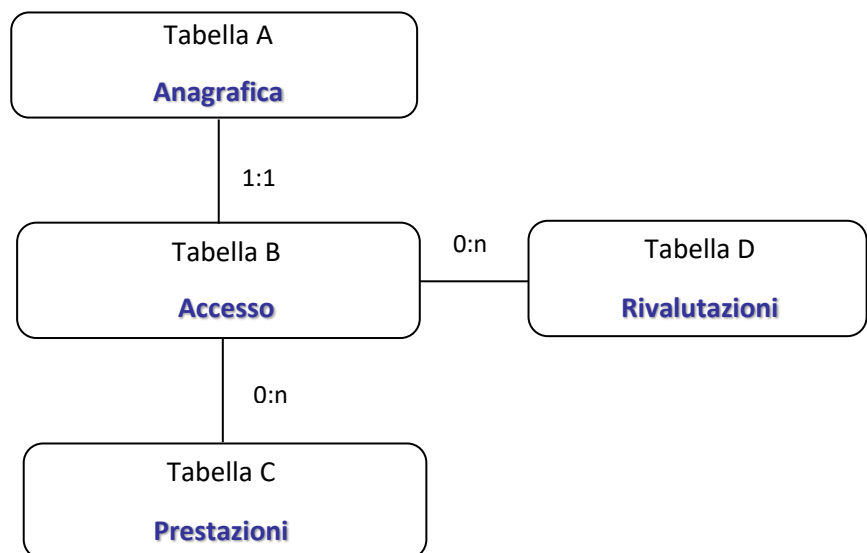 Tabella A
Anagrafica
1:1
Tabella B
Accesso
0:n
Tabella D
Rivalutazioni
0:n
Tabella C
Prestazioni